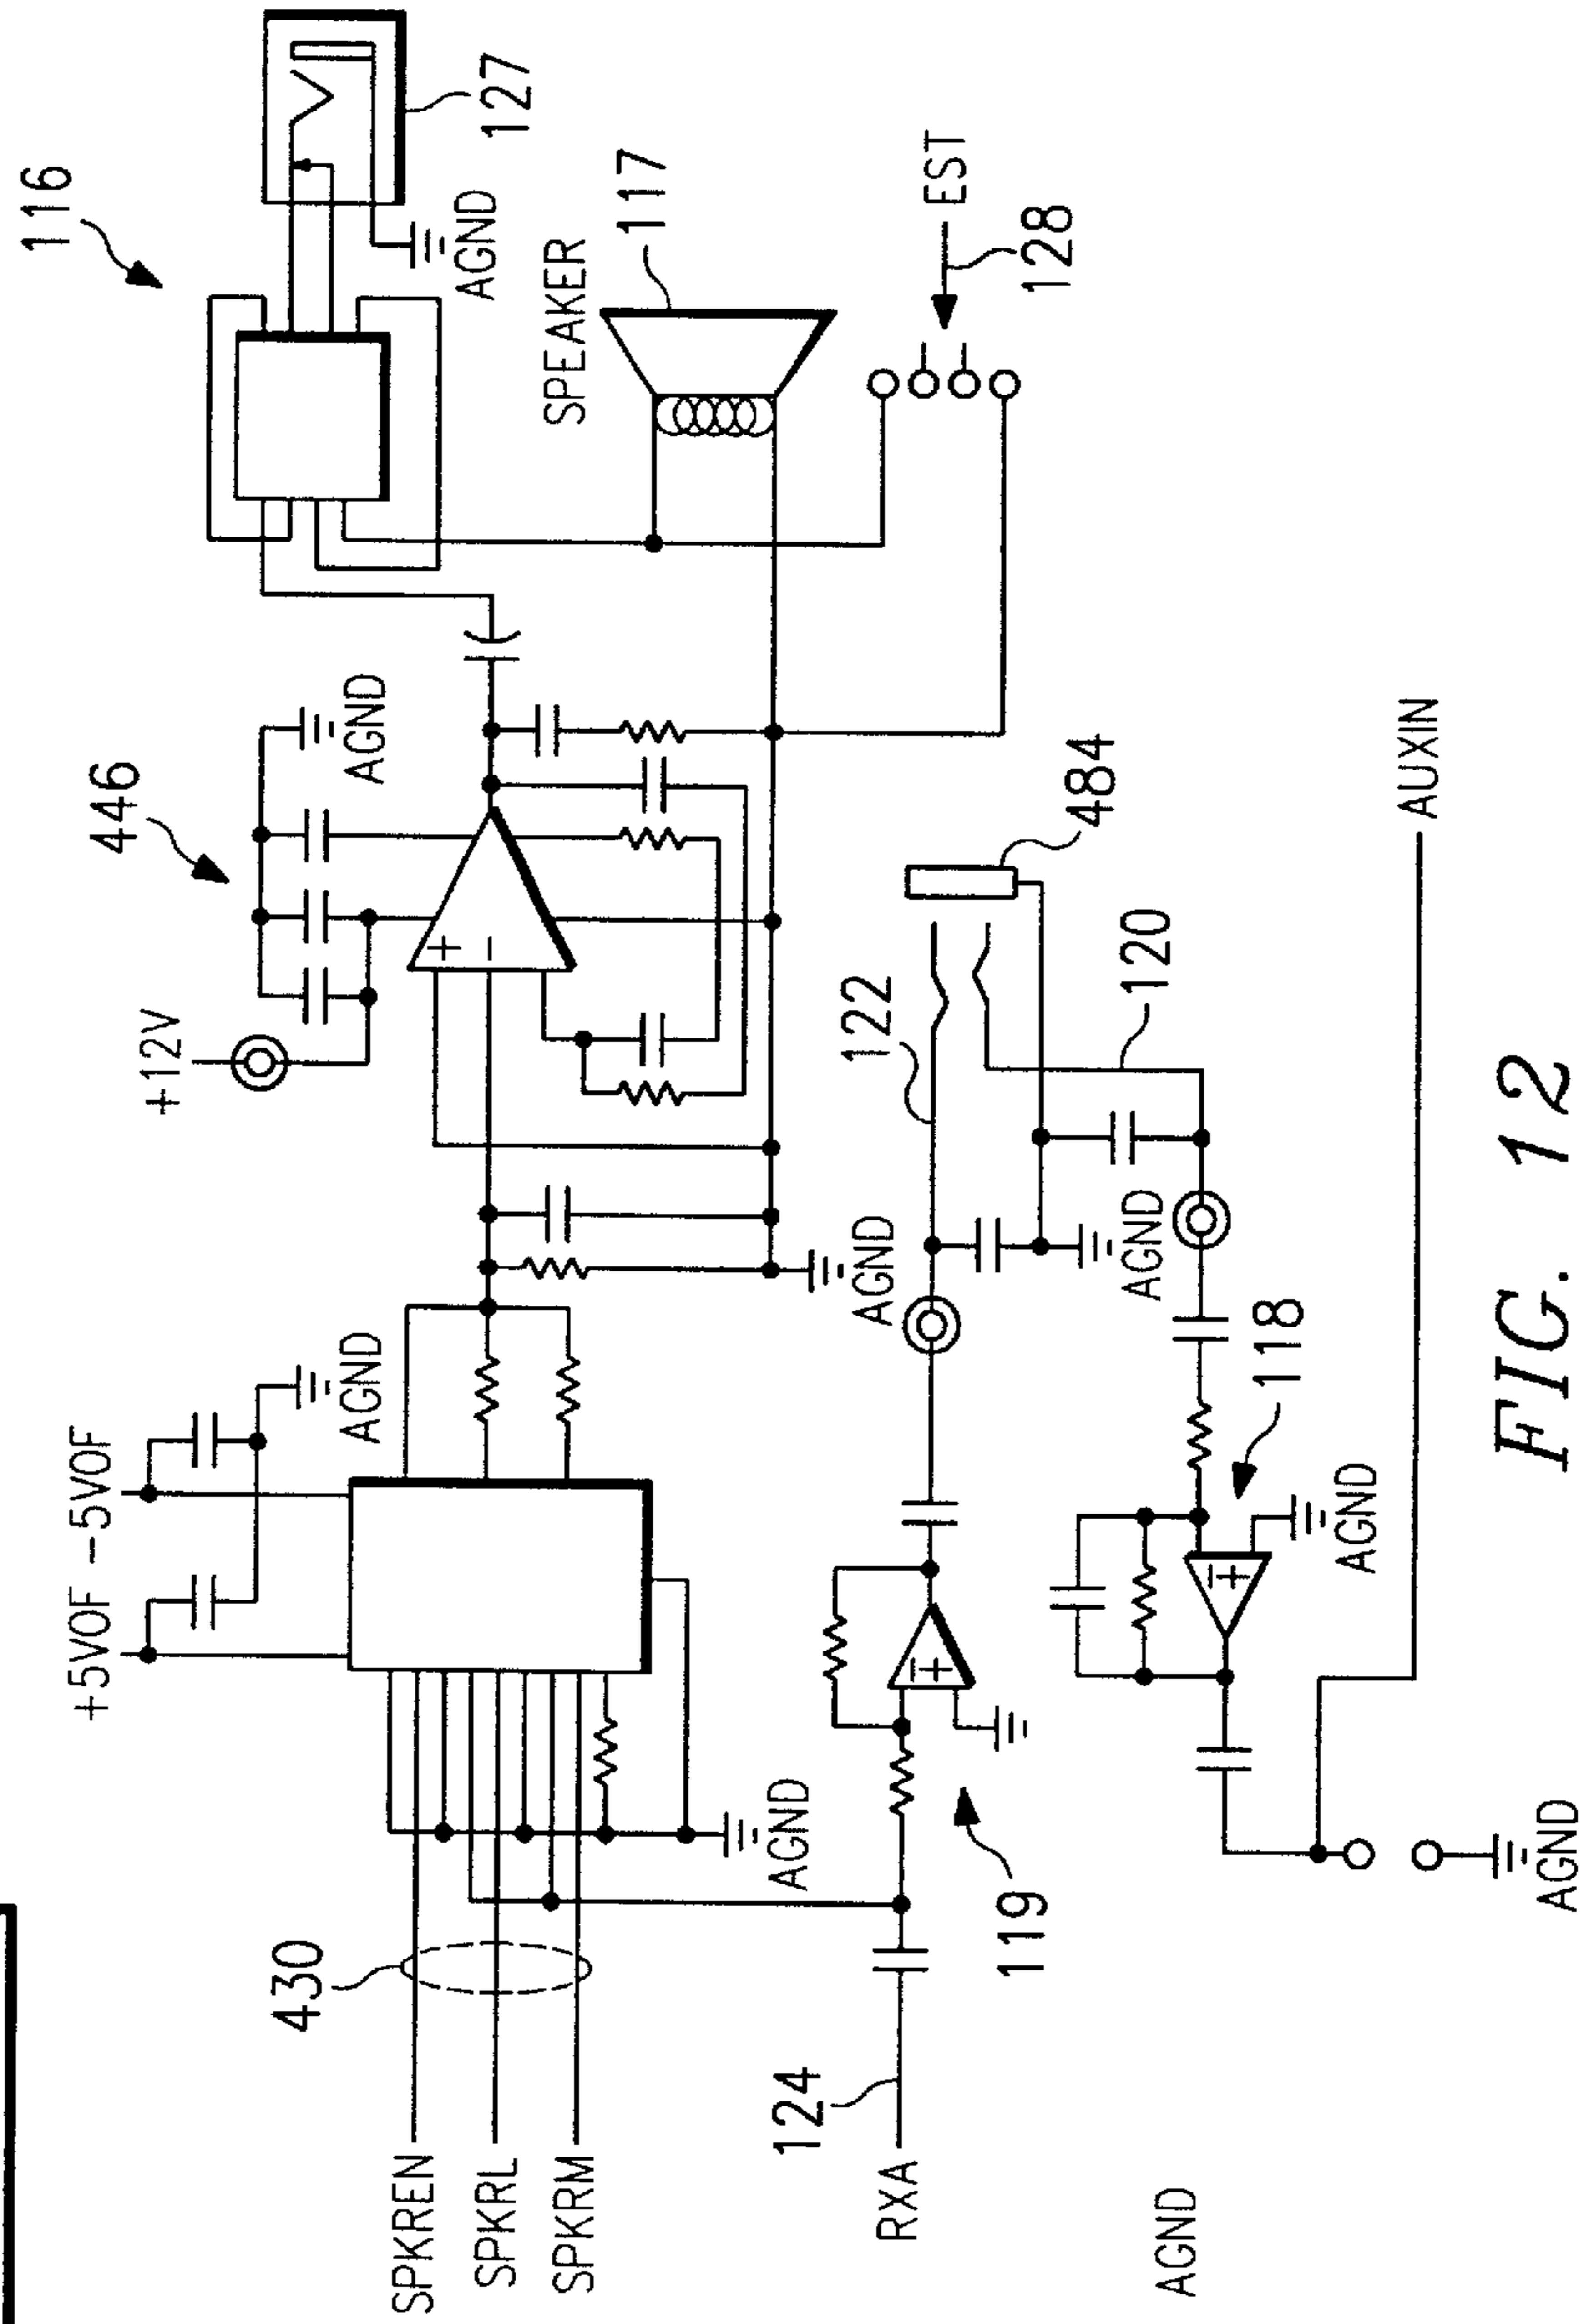 116
127
AGND
446
AGND
SPEAKER
117
+12V
EST
128
+5VOF
-5VOF
AGND
484
122
120
AGND
AGND
AUXIN
430
SPKREN
SPKRL
SPKRM
AGND
118
AGND
124
RXA
119
AGND
AGND
FIG. 12